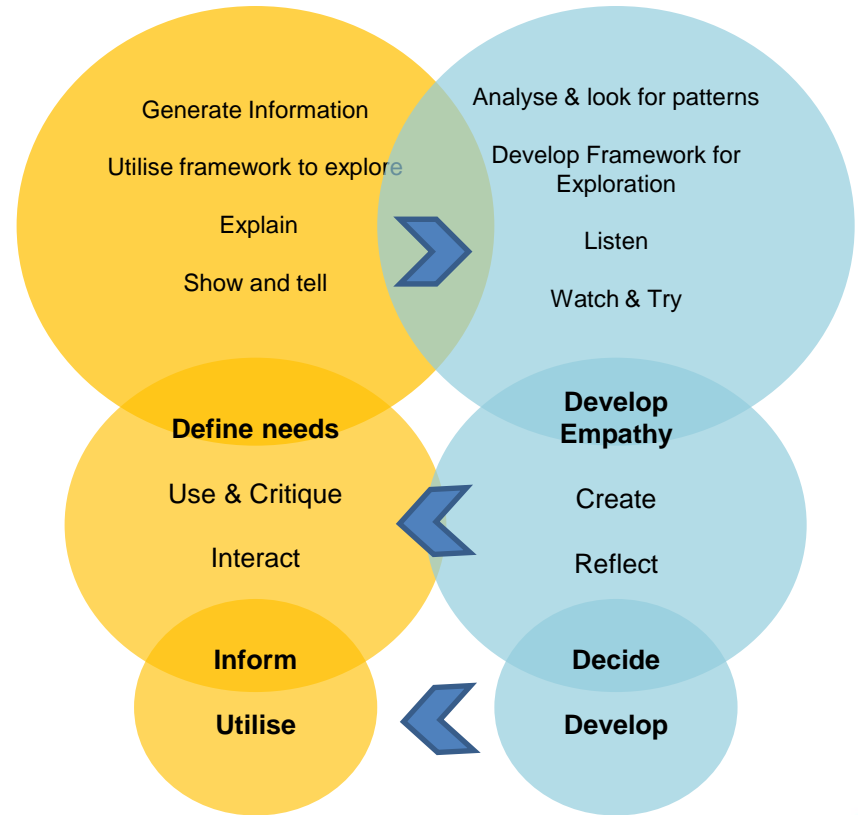 Generate Information
Utilise framework to explore
Explain
Show and tell
Analyse & look for patterns
Develop Framework for
Exploration
Listen
Watch & Try
Define needs
Use & Critique
Interact
Develop
Empathy
Create
Reflect
Inform
Utilise
Decide
Develop